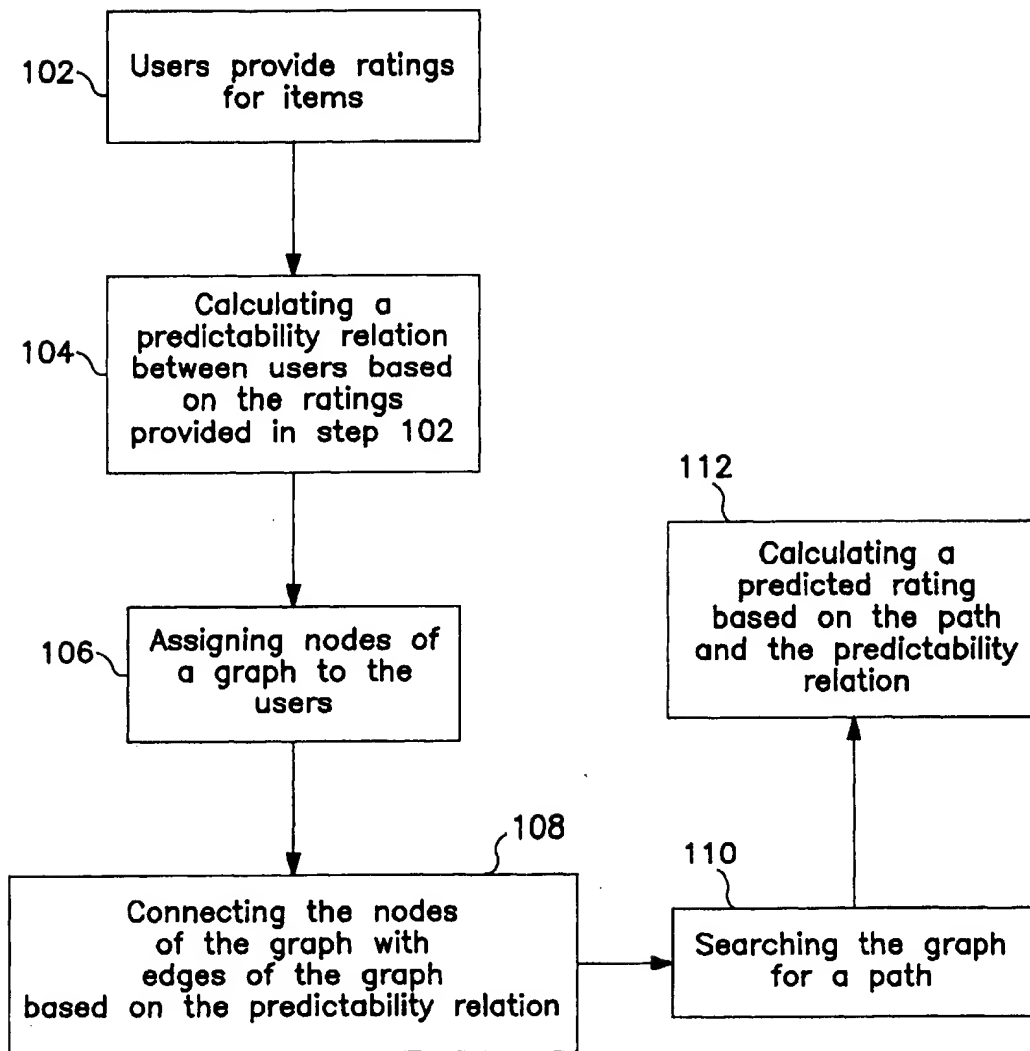 102
Users provide ratings
for items
104
Calculating a
predictability relation
between users based
on the ratings
provided in step 102
106
Assigning nodes of
a graph to the
users
108
Connecting the nodes
of the graph with
edges of the graph
based on the predictability relation
110
Searching the graph
for a path
112
Calculating a
predicted rating
based on the path
and the predictability
relation